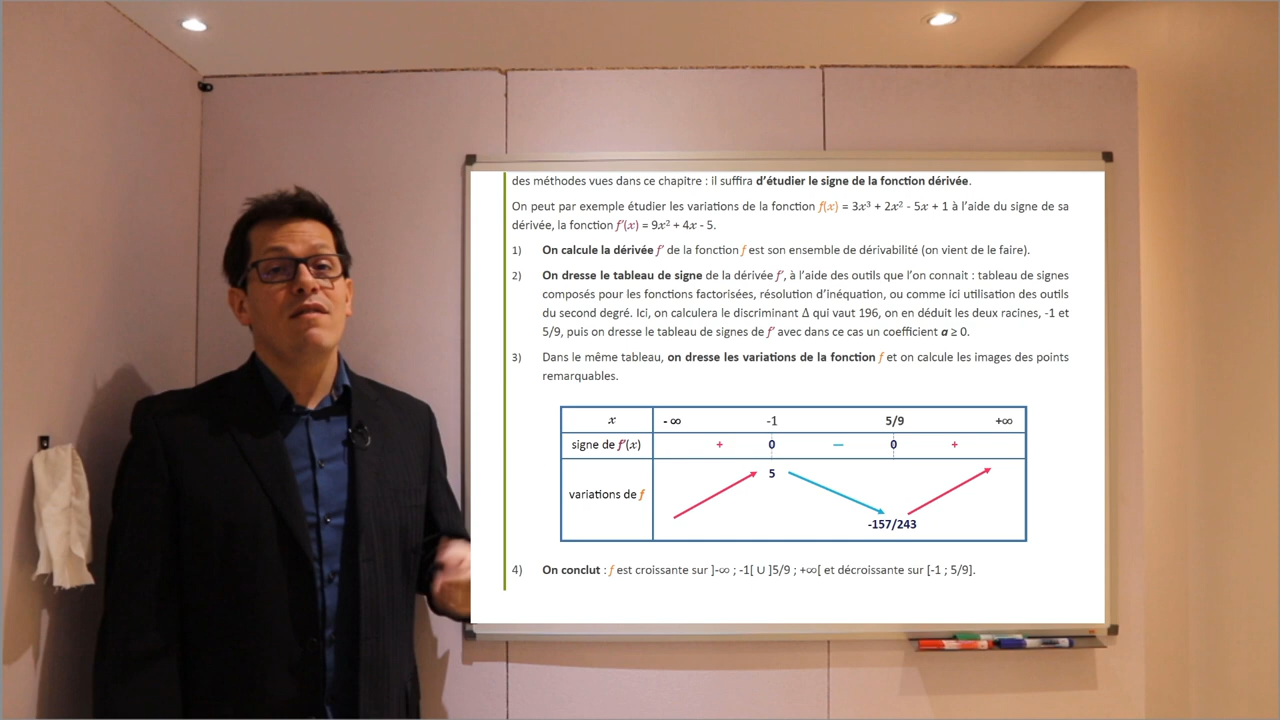 des méthodes vues dans ce chapitre : il suffira d'étudier le signe de la fonction dérivée.
On peut par exemple étudier les variations de la fonction f(x) = 3x³ + 2x² - 5x + 1 à l'aide du signe de sa
dérivée, la fonction f'(x) = 9x² + 4x - 5.
1) On calcule la dérivée f' de la fonction f est son ensemble de dérivabilité (on vient de le faire).
2) On dresse le tableau de signe de la dérivée f', à l'aide des outils que l'on connait : tableau de signes
composés pour les fonctions factorisées, résolution d'inéquation, ou comme ici utilisation des outils
du second degré. Ici, on calculera le discriminant Δ qui vaut 196, on en déduit les deux racines, -1 et
5/9, puis on dresse le tableau de signes de f' avec dans ce cas un coefficient a ≥ 0.
3) Dans le même tableau, on dresse les variations de la fonction f et on calcule les images des points
remarquables.
x - ∞ -1 5/9 +∞
signe de f'(x) + 0 — 0 +
5
variations de f
-157/243
4) On conclut : f est croissante sur ]-∞ ; -1[ ∪ ]5/9 ; +∞[ et décroissante sur [-1 ; 5/9].